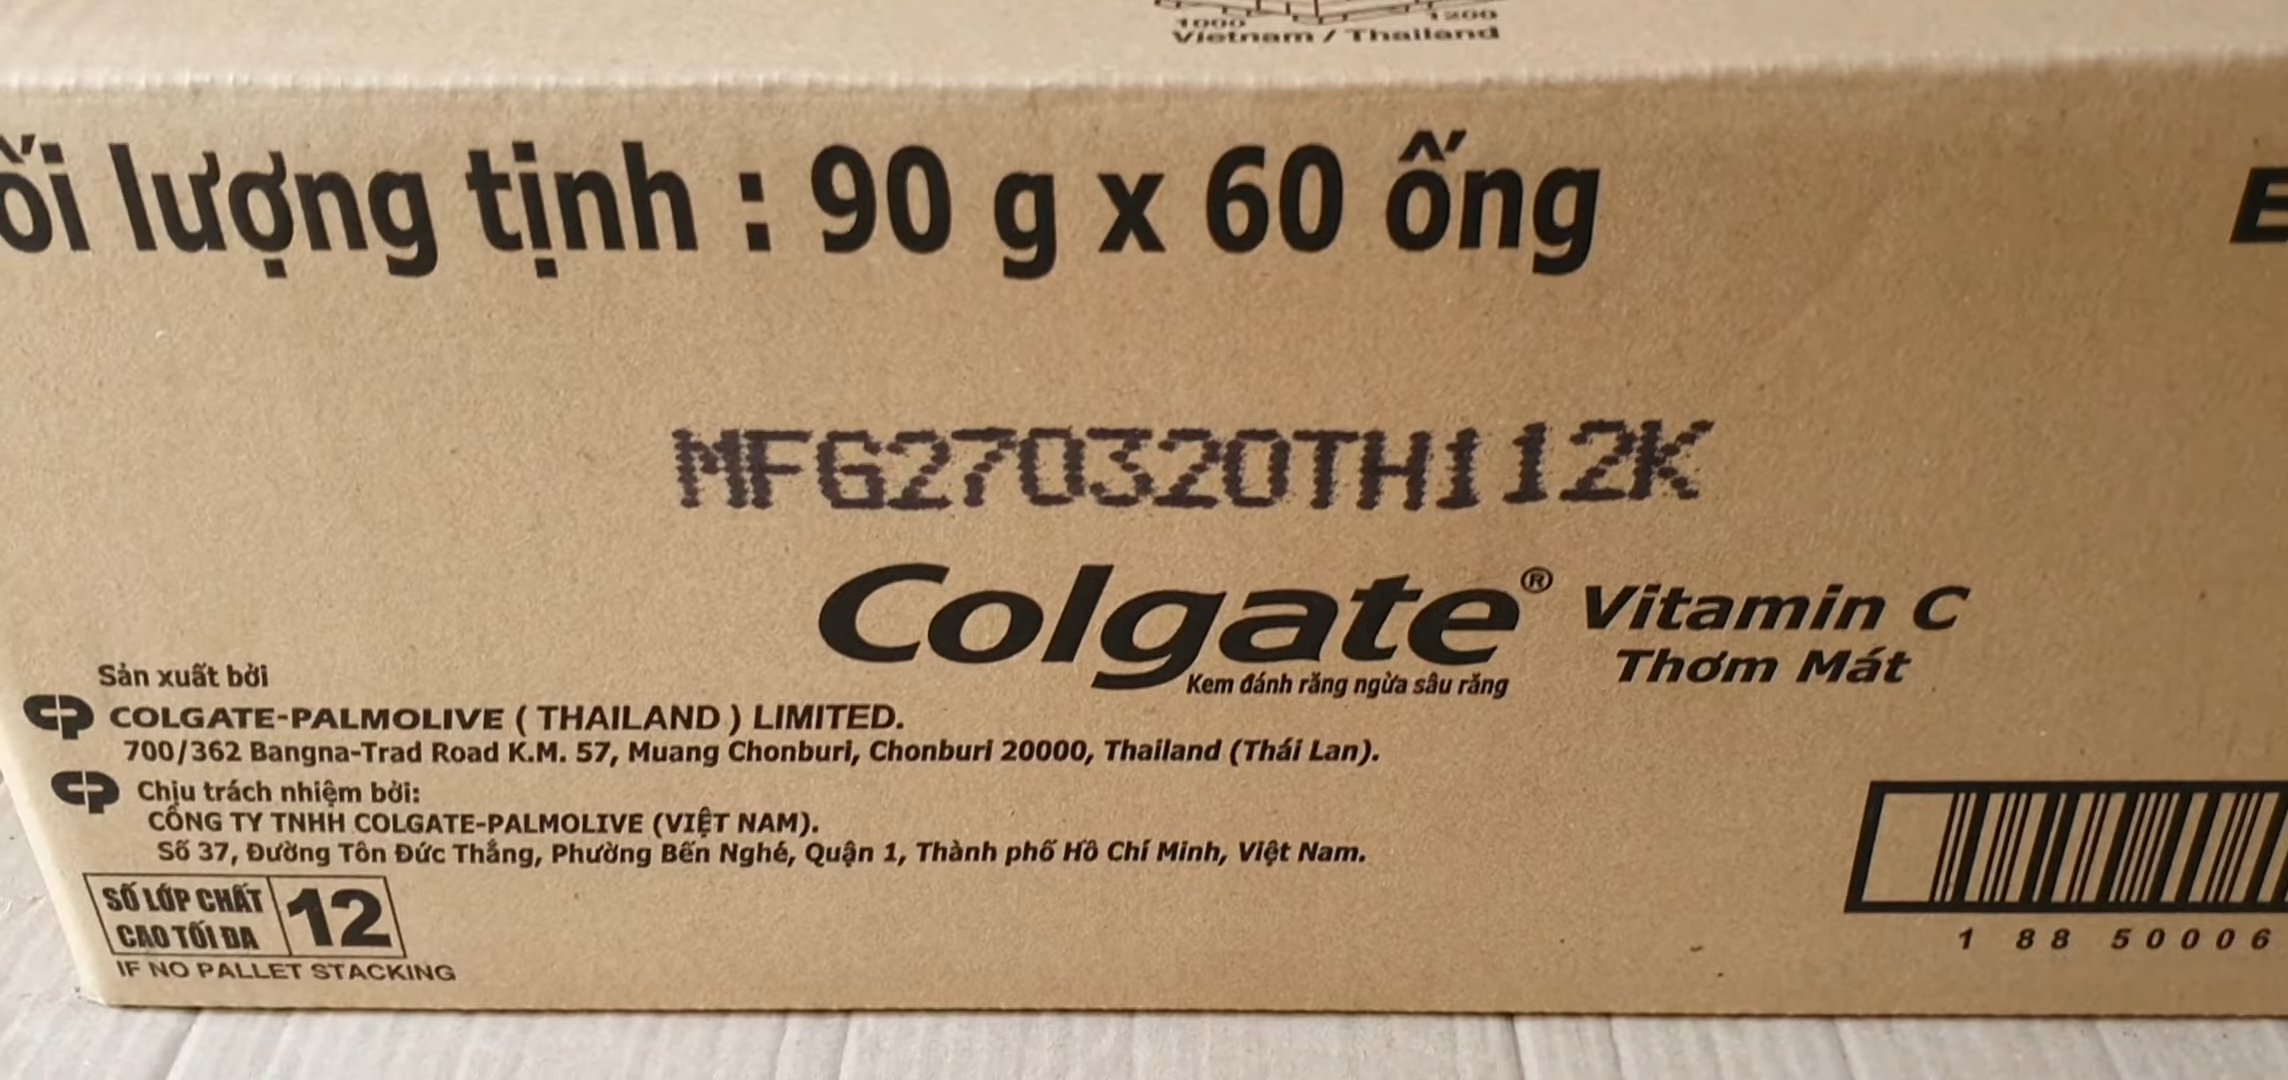 1000 1200
Vietnam / Thailand
ối lượng tịnh : 90 g x 60 ống
MFG270320TH112K
Colgate® Vitamin C
Thơm Mát
Kem đánh răng ngừa sâu răng
Sản xuất bởi
COLGATE-PALMOLIVE ( THAILAND ) LIMITED.
700/362 Bangna-Trad Road K.M. 57, Muang Chonburi, Chonburi 20000, Thailand (Thái Lan).
Chịu trách nhiệm bởi:
CÔNG TY TNHH COLGATE-PALMOLIVE (VIỆT NAM).
Số 37, Đường Tôn Đức Thắng, Phường Bến Nghé, Quận 1, Thành phố Hồ Chí Minh, Việt Nam.
SỐ LỚP CHẤT
CAO TỐI ĐA
12
IF NO PALLET STACKING
1 88 50006